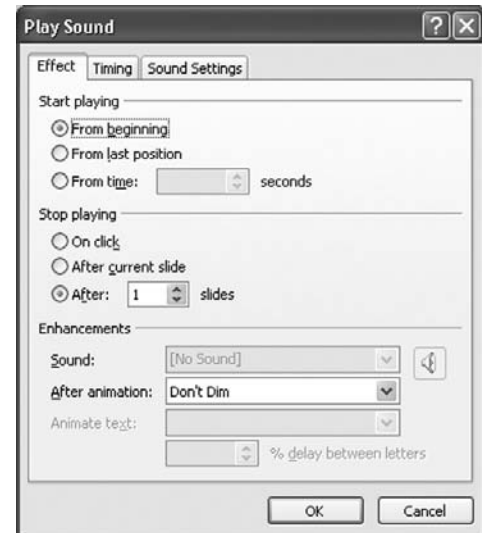 Play Sound
Effect Timing Sound Settings
Start playing
From beginning
From last position
From time: seconds
Stop playing
On click
After current slide
After: 1 slides
Enhancements
Sound: [No Sound]
After animation: Don't Dim
Animate text:
% delay between letters
OK Cancel